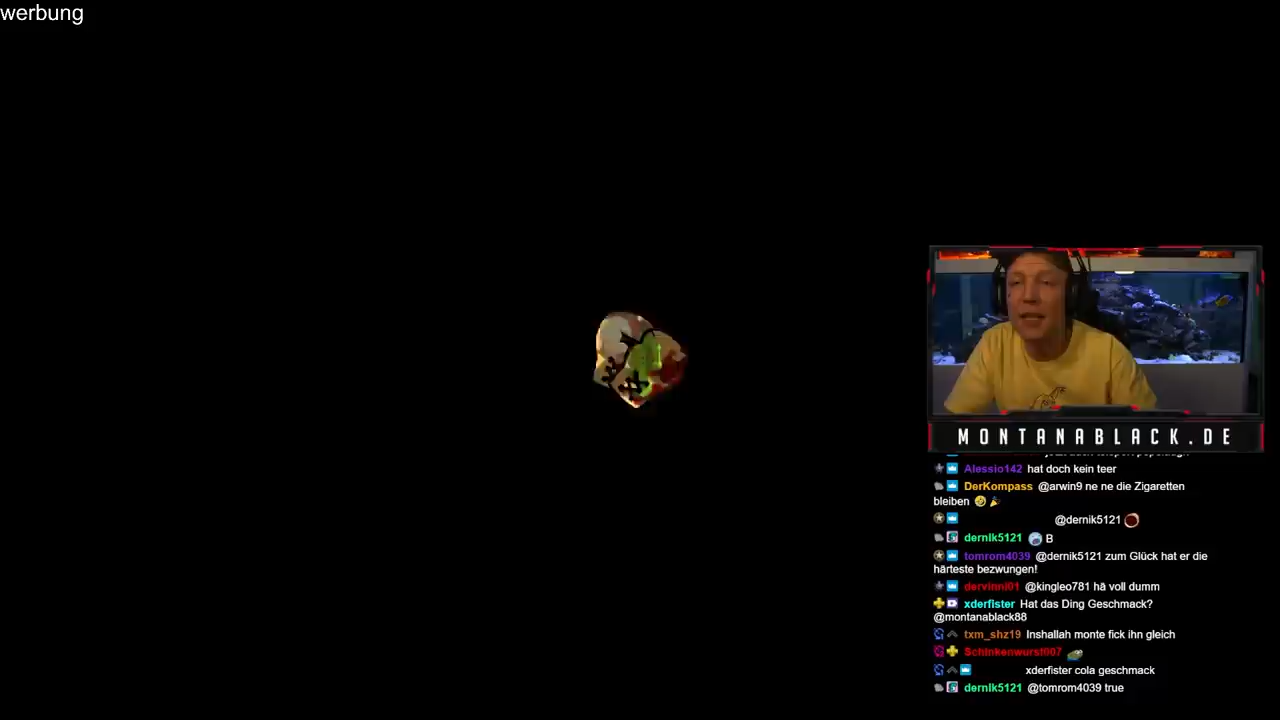 werbung
MONTANABLACK.DE
Alessio142 hat doch kein teer
DerKompass @arwin9 ne ne die Zigaretten
bleiben
@dernik5121
dernik5121 B
tomrom4039 @dernik5121 zum Glück hat er die
härteste bezwungen!
dervinni01 @kingleo781 hä voll dumm
xderfister Hat das Ding Geschmack?
@montanablack88
txm_shz19 Inshallah monte fick ihn gleich
Schinkenwurst007
xderfister cola geschmack
dernik5121 @tomrom4039 true